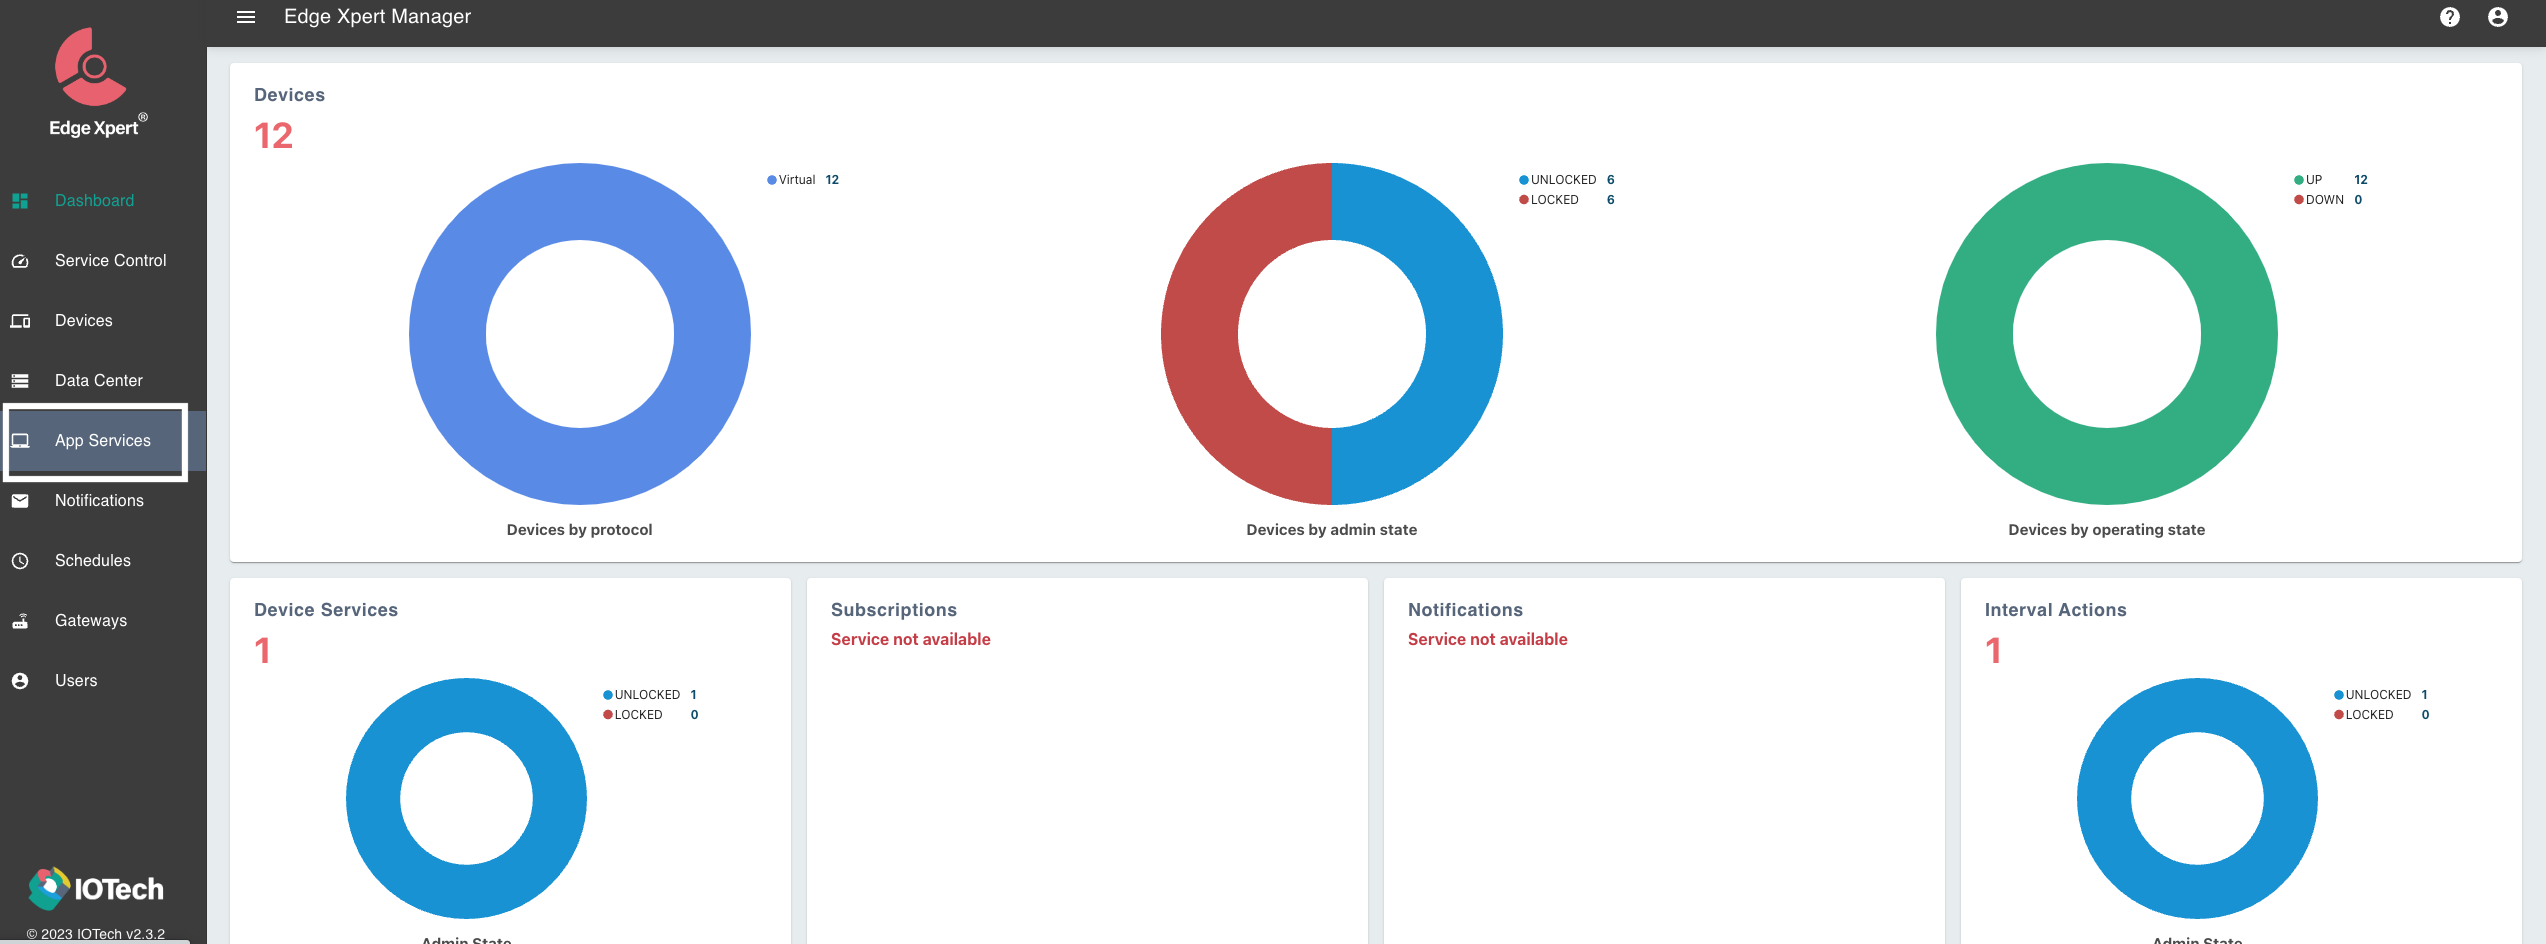 Edge Xpert Manager
Edge Xpert®
Dashboard
Service Control
Devices
Data Center
App Services
Notifications
Schedules
Gateways
Users
IOTech
© 2023 IOTech v2.3.2
Devices
12
Virtual 12
Devices by protocol
UNLOCKED 6
LOCKED 6
Devices by admin state
UP 12
DOWN 0
Devices by operating state
Device Services
1
UNLOCKED 1
LOCKED 0
Admin State
Subscriptions
Service not available
Notifications
Service not available
Interval Actions
1
UNLOCKED 1
LOCKED 0
Admin State